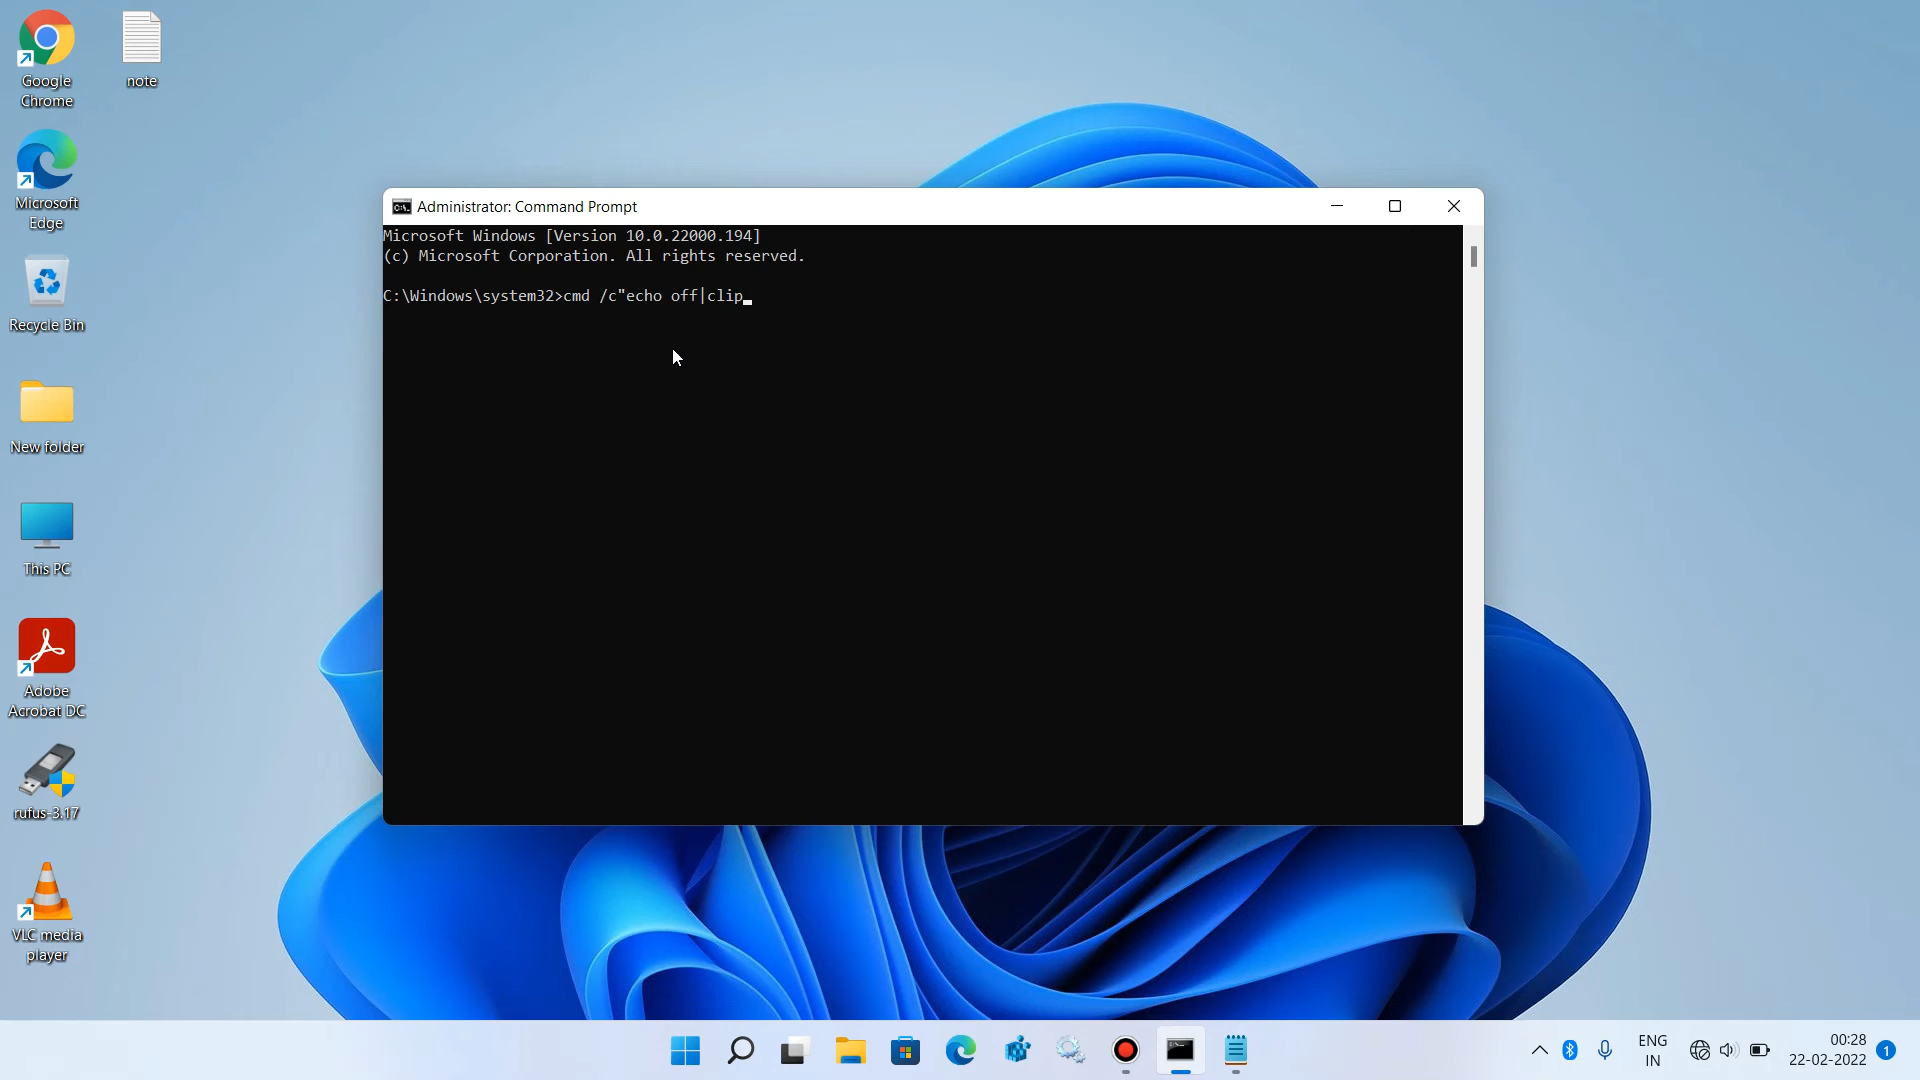 Google
Chrome
note
Microsoft
Edge
Recycle Bin
New folder
This PC
Adobe
Acrobat DC
rufus-3.17
VLC media
player
Administrator: Command Prompt
Microsoft Windows [Version 10.0.22000.194]
(c) Microsoft Corporation. All rights reserved.
C:\Windows\system32>cmd /c"echo off|clip
ENG
IN
00:28
22-02-2022
1